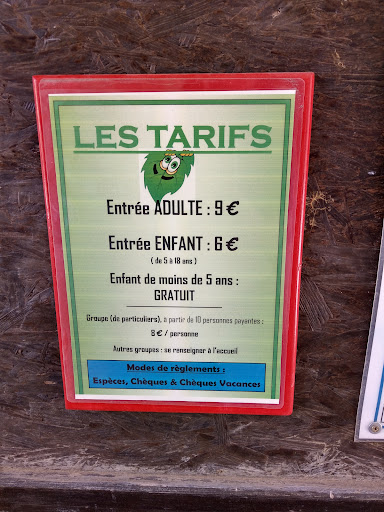 LES TARIFS
Entrée ADULTE : 9 €
Entrée ENFANT : 6 €
( de 5 à 18 ans )
Enfant de moins de 5 ans :
GRATUIT
Groupe (de particuliers), à partir de 10 personnes payantes :
8 € / personne
Autres groupes : se renseigner à l'accueil
Modes de règlements :
Espèces, Chèques & Chèques Vacances